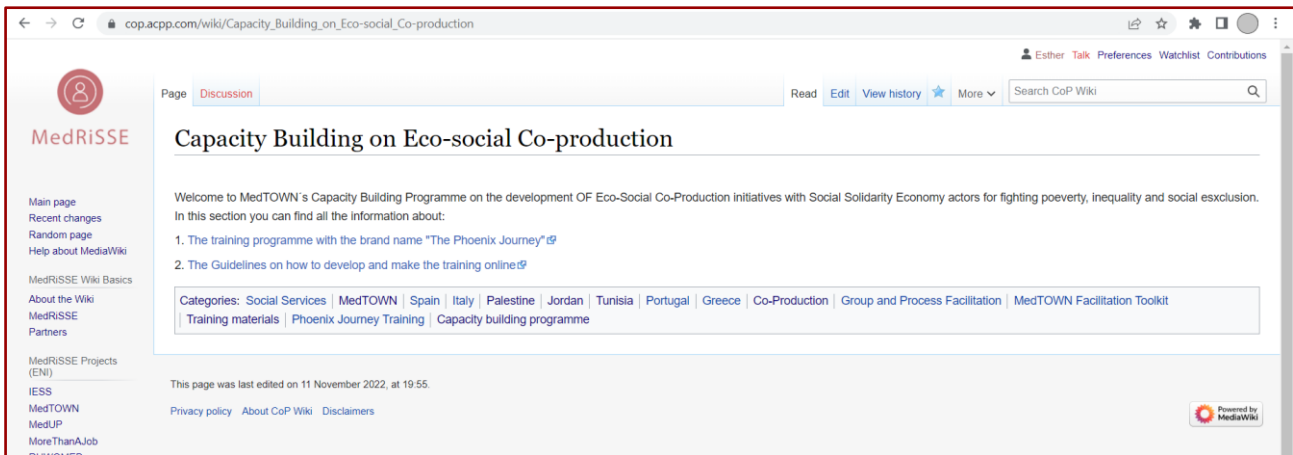 cop.acpp.com/wiki/Capacity_Building_on_Eco-social_Co-production
Esther Talk Preferences Watchlist Contributions
Page Discussion
Read Edit View history More
Search CoP Wiki
MedRiSSE
Capacity Building on Eco-social Co-production
Welcome to MedTOWN´s Capacity Building Programme on the development OF Eco-Social Co-Production initiatives with Social Solidarity Economy actors for fighting poeverty, inequality and social esxclusion.
In this section you can find all the information about:
1. The training programme with the brand name "The Phoenix Journey"
2. The Guidelines on how to develop and make the training online
Categories: Social Services | MedTOWN | Spain | Italy | Palestine | Jordan | Tunisia | Portugal | Greece | Co-Production | Group and Process Facilitation | MedTOWN Facilitation Toolkit
| Training materials | Phoenix Journey Training | Capacity building programme
This page was last edited on 11 November 2022, at 19:55.
Privacy policy About CoP Wiki Disclaimers
Powered by
MediaWiki
Main page
Recent changes
Random page
Help about MediaWiki
MedRiSSE Wiki Basics
About the Wiki
MedRiSSE
Partners
MedRiSSE Projects
(ENI)
IESS
MedTOWN
MedUP
MoreThanAJob